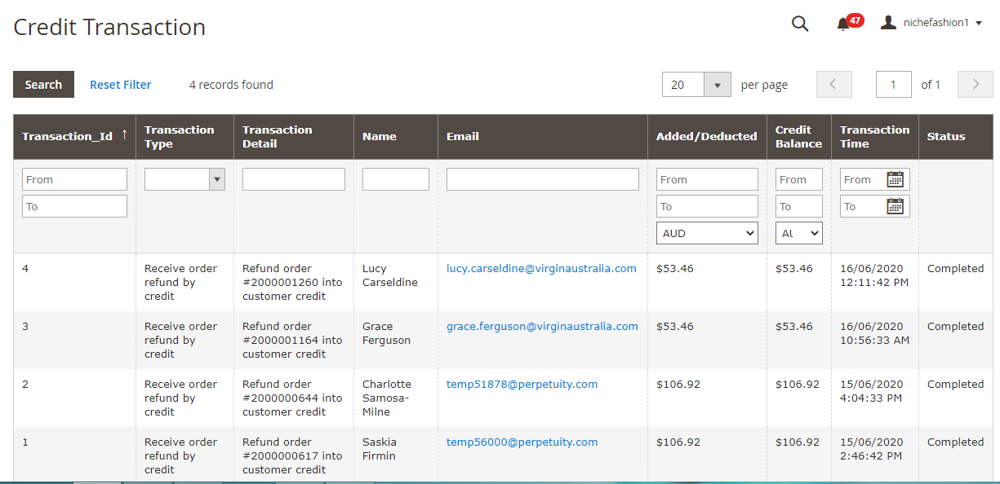 Credit Transaction
47
nichefashion1
Search
Reset Filter
4 records found
20
per page
1
of 1
Transaction_Id ↑
Transaction
Type
Transaction
Detail
Name
Email
Added/Deducted
Credit
Balance
Transaction
Time
Status
From
To
From
To
AUD
From
To
AU
From
To
4
Receive order
refund by
credit
Refund order
#2000001260 into
customer credit
Lucy
Carseldine
lucy.carseldine@virginaustralia.com
$53.46
$53.46
16/06/2020
12:11:42 PM
Completed
3
Receive order
refund by
credit
Refund order
#2000001164 into
customer credit
Grace
Ferguson
grace.ferguson@virginaustralia.com
$53.46
$53.46
16/06/2020
10:56:33 AM
Completed
2
Receive order
refund by
credit
Refund order
#2000000644 into
customer credit
Charlotte
Samosa-
Milne
temp51878@perpetuity.com
$106.92
$106.92
15/06/2020
4:04:33 PM
Completed
1
Receive order
refund by
credit
Refund order
#2000000617 into
customer credit
Saskia
Firmin
temp56000@perpetuity.com
$106.92
$106.92
15/06/2020
2:46:42 PM
Completed